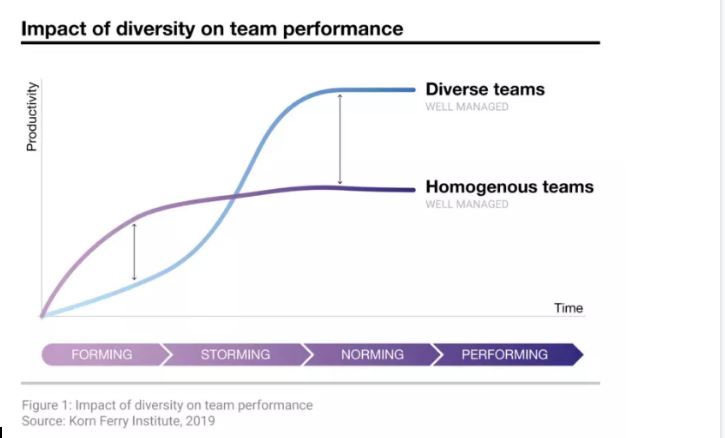 Impact of diversity on team performance
Productivity
Diverse teams
WELL MANAGED
Homogenous teams
WELL MANAGED
Time
FORMING
STORMING
NORMING
PERFORMING
Figure 1: Impact of diversity on team performance
Source: Korn Ferry Institute, 2019